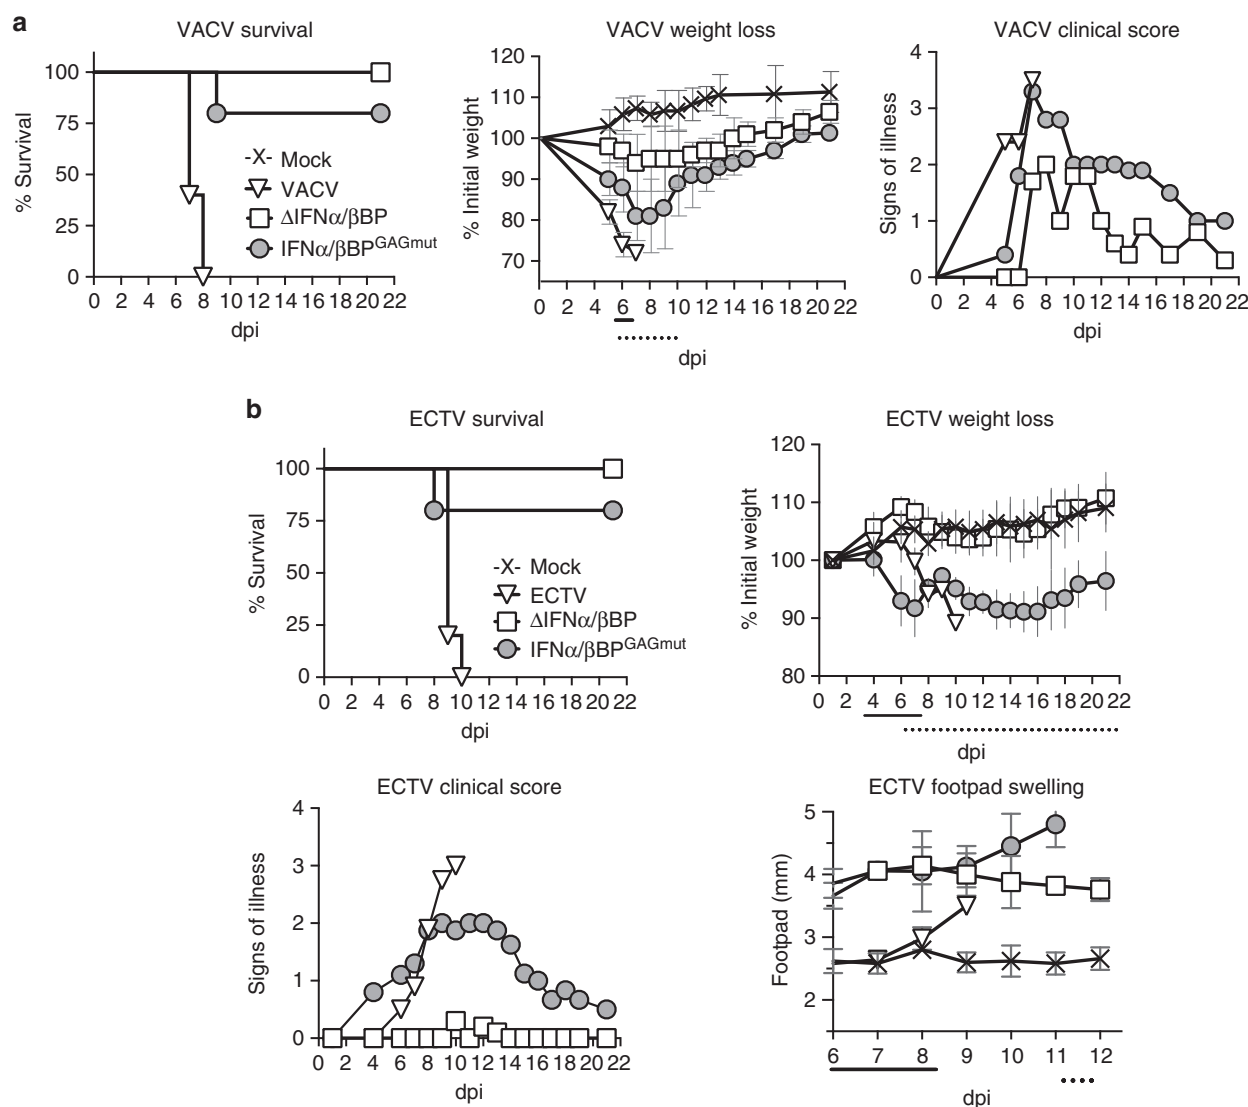 a
VACV survival
% Survival
100
75
50
25
0
-X- Mock
VACV
ΔIFNα/βBP
IFNα/βBPGAGmut
0 2 4 6 8 10 12 14 16 18 20 22
dpi
VACV weight loss
% Initial weight
120
110
100
90
80
70
0 2 4 6 8 10 12 14 16 18 20 22
dpi
VACV clinical score
Signs of illness
4
3
2
1
0
0 2 4 6 8 10 12 14 16 18 20 22
dpi
b
ECTV survival
% Survival
100
75
50
25
0
-X- Mock
ECTV
ΔIFNα/βBP
IFNα/βBPGAGmut
0 2 4 6 8 10 12 14 16 18 20 22
dpi
ECTV weight loss
% Initial weight
120
110
100
90
80
0 2 4 6 8 10 12 14 16 18 20 22
dpi
ECTV clinical score
Signs of illness
4
3
2
1
0
0 2 4 6 8 10 12 14 16 18 20 22
dpi
ECTV footpad swelling
Footpad (mm)
5
4
3
2
6 7 8 9 10 11 12
dpi